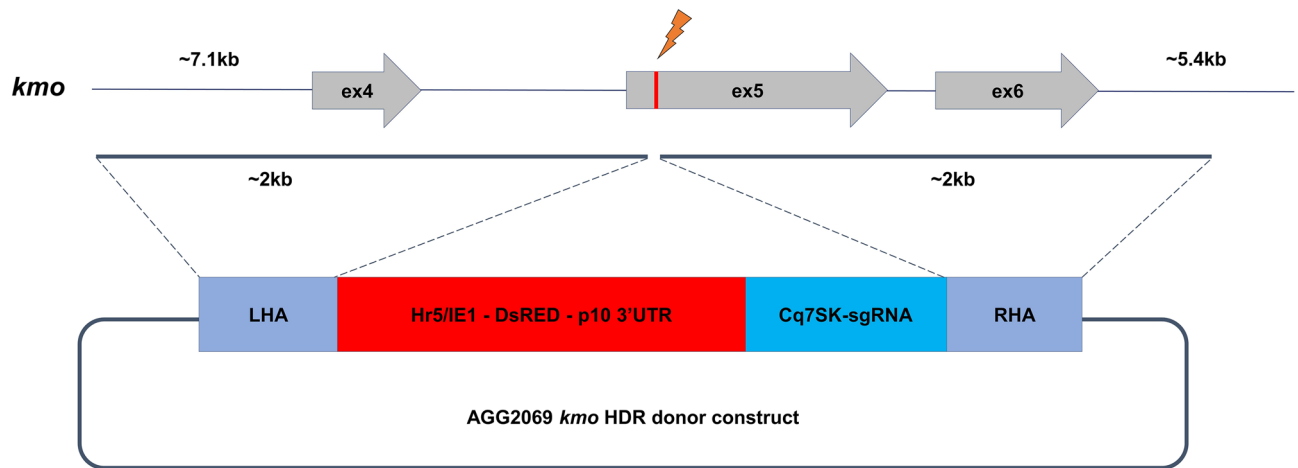 ~7.1kb
~5.4kb
kmo
ex4
ex5
ex6
~2kb
~2kb
LHA
Hr5/IE1 - DsRED - p10 3’UTR
Cq7SK-sgRNA
RHA
AGG2069 kmo HDR donor construct